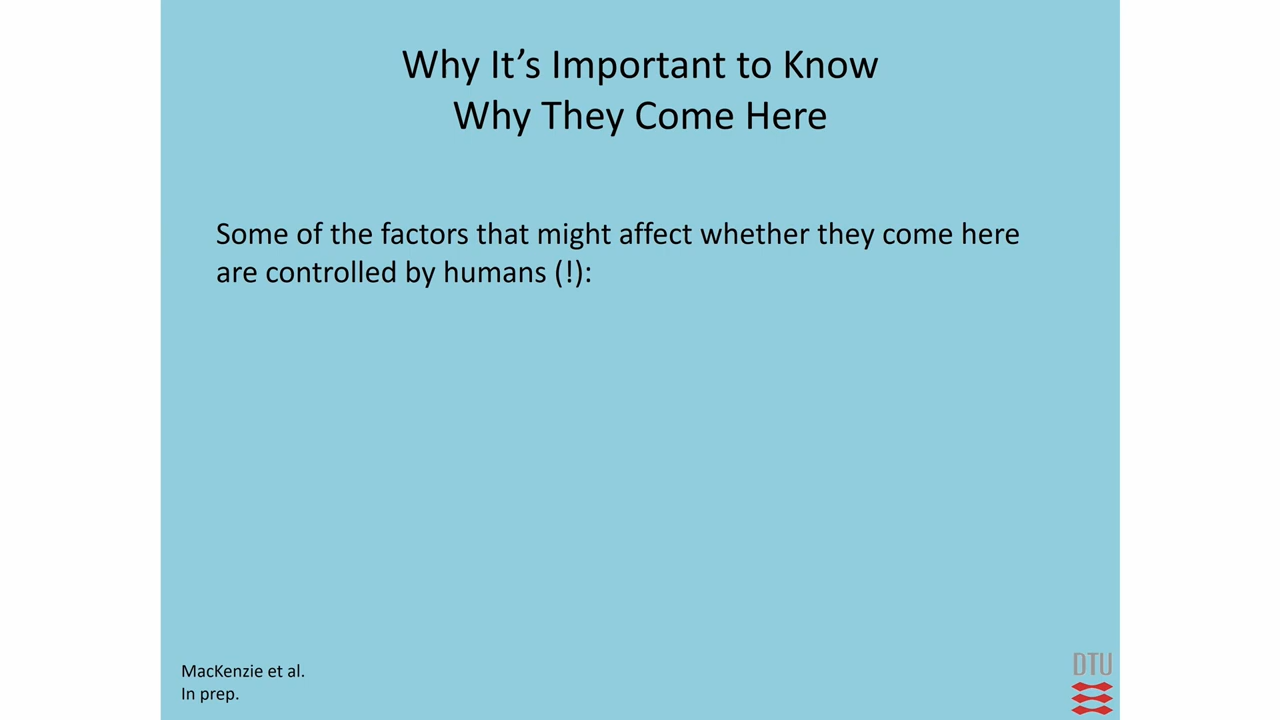 Why It’s Important to Know
Why They Come Here
Some of the factors that might affect whether they come here
are controlled by humans (!):
MacKenzie et al.
In prep.
DTU